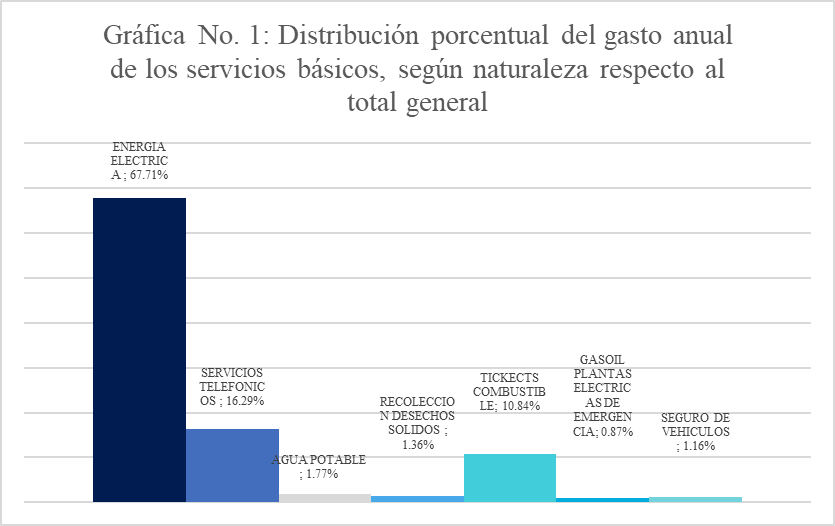 Gráfica No. 1: Distribución porcentual del gasto anual
de los servicios básicos, según naturaleza respecto al
total general
ENERGIA
ELECTRIC
A ; 67.71%
SERVICIOS
TELEFONIC
OS ; 16.29%
AGUA POTABLE
; 1.77%
RECOLECCIO
N DESECHOS
SOLIDOS ;
1.36%
TICKECTS
COMBUSTIB
LE; 10.84%
GASOIL
PLANTAS
ELECTRIC
AS DE
EMERGEN
CIA; 0.87%
SEGURO DE
VEHICULOS
; 1.16%